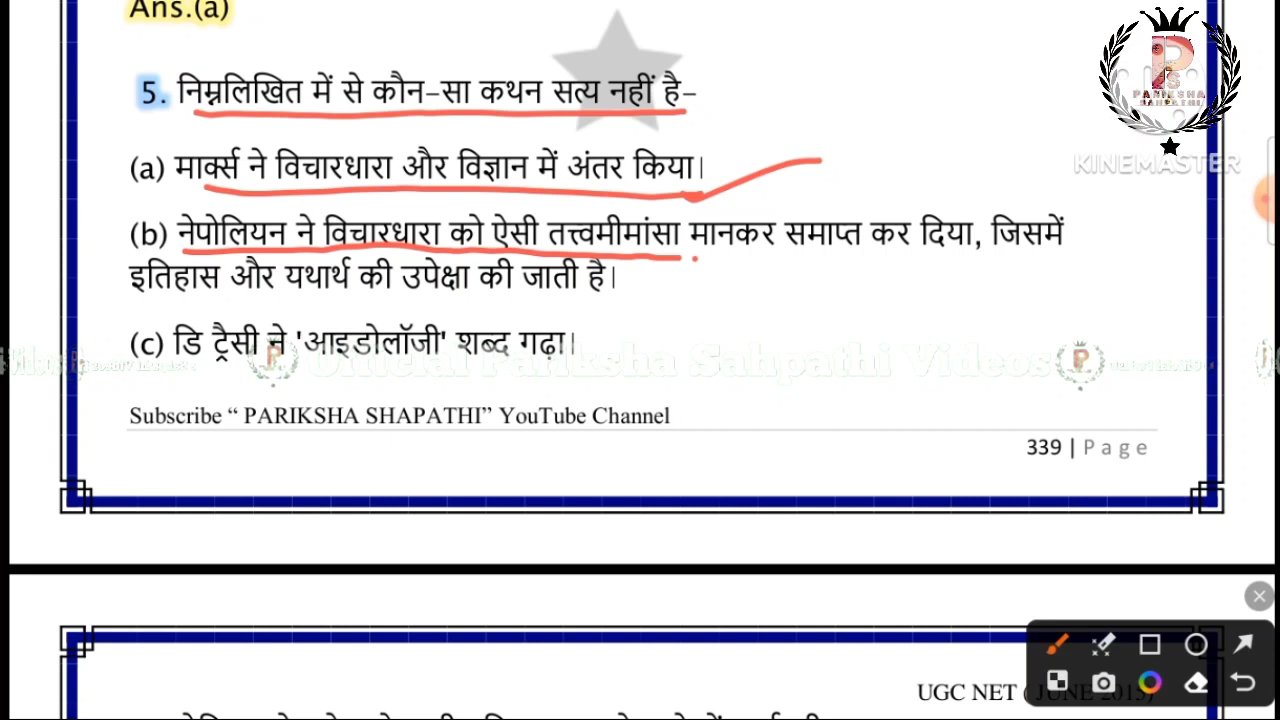 Ans.(a)
5. निम्नलिखित में से कौन-सा कथन सत्य नहीं है-
(a) मार्क्स ने विचारधारा और विज्ञान में अंतर किया।
(b) नेपोलियन ने विचारधारा को ऐसी तत्त्वमीमांसा मानकर समाप्त कर दिया, जिसमें
इतिहास और यथार्थ की उपेक्षा की जाती है।
(c) डि ट्रैसी ने 'आइडोलॉजी' शब्द गढ़ा।
Official Pariksha Sahpathi Videos
Subscribe “ PARIKSHA SHAPATHI” YouTube Channel
339 | Page
PARIKSHA
SAHPATHI
KINEMASTER
UGC NET ( JUNE 2015)